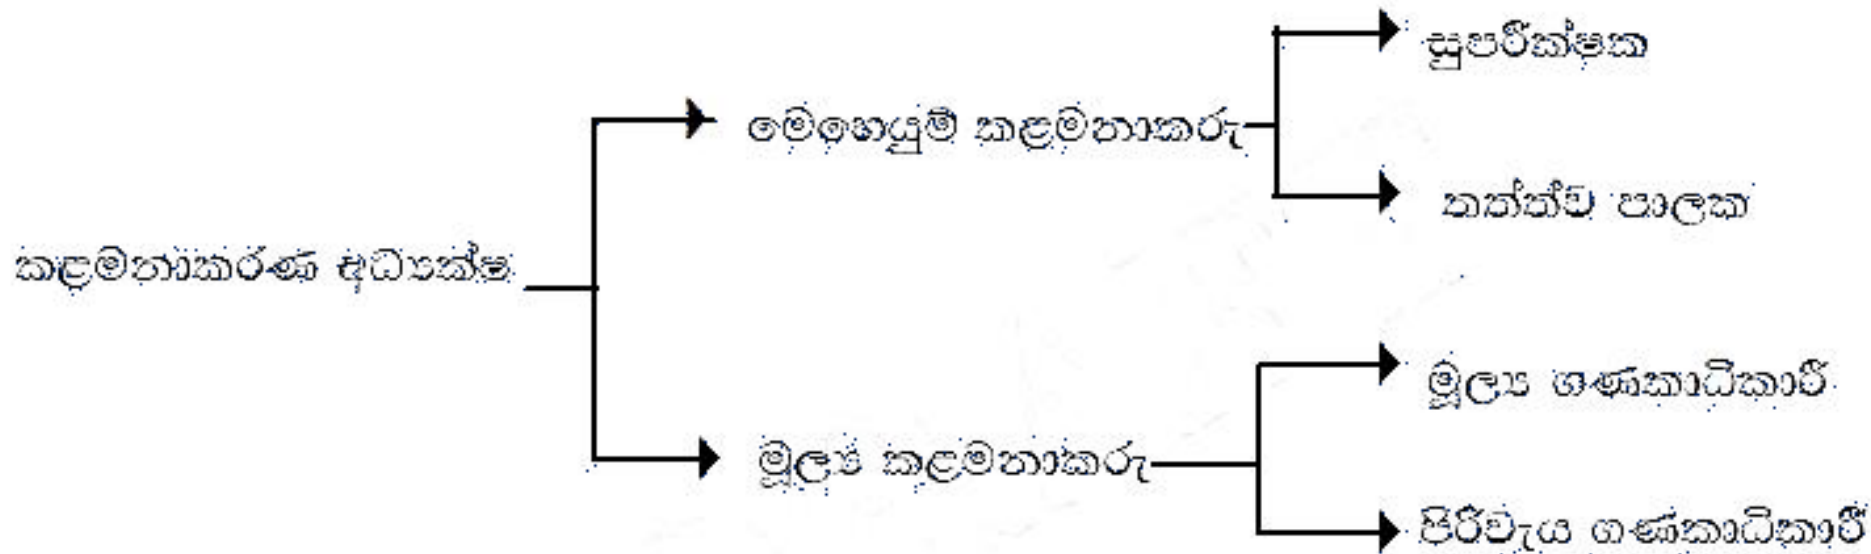 සුපරීක්ෂක
මෙහෙයුම් කළමනාකරු
තත්ත්ව පාලක
කළමනාකරණ අධ්‍යක්ෂ
මූල්‍ය ගණකාධිකාරී
මූල්‍ය කළමනාකරු
පිරිවැය ගණකාධිකාරී